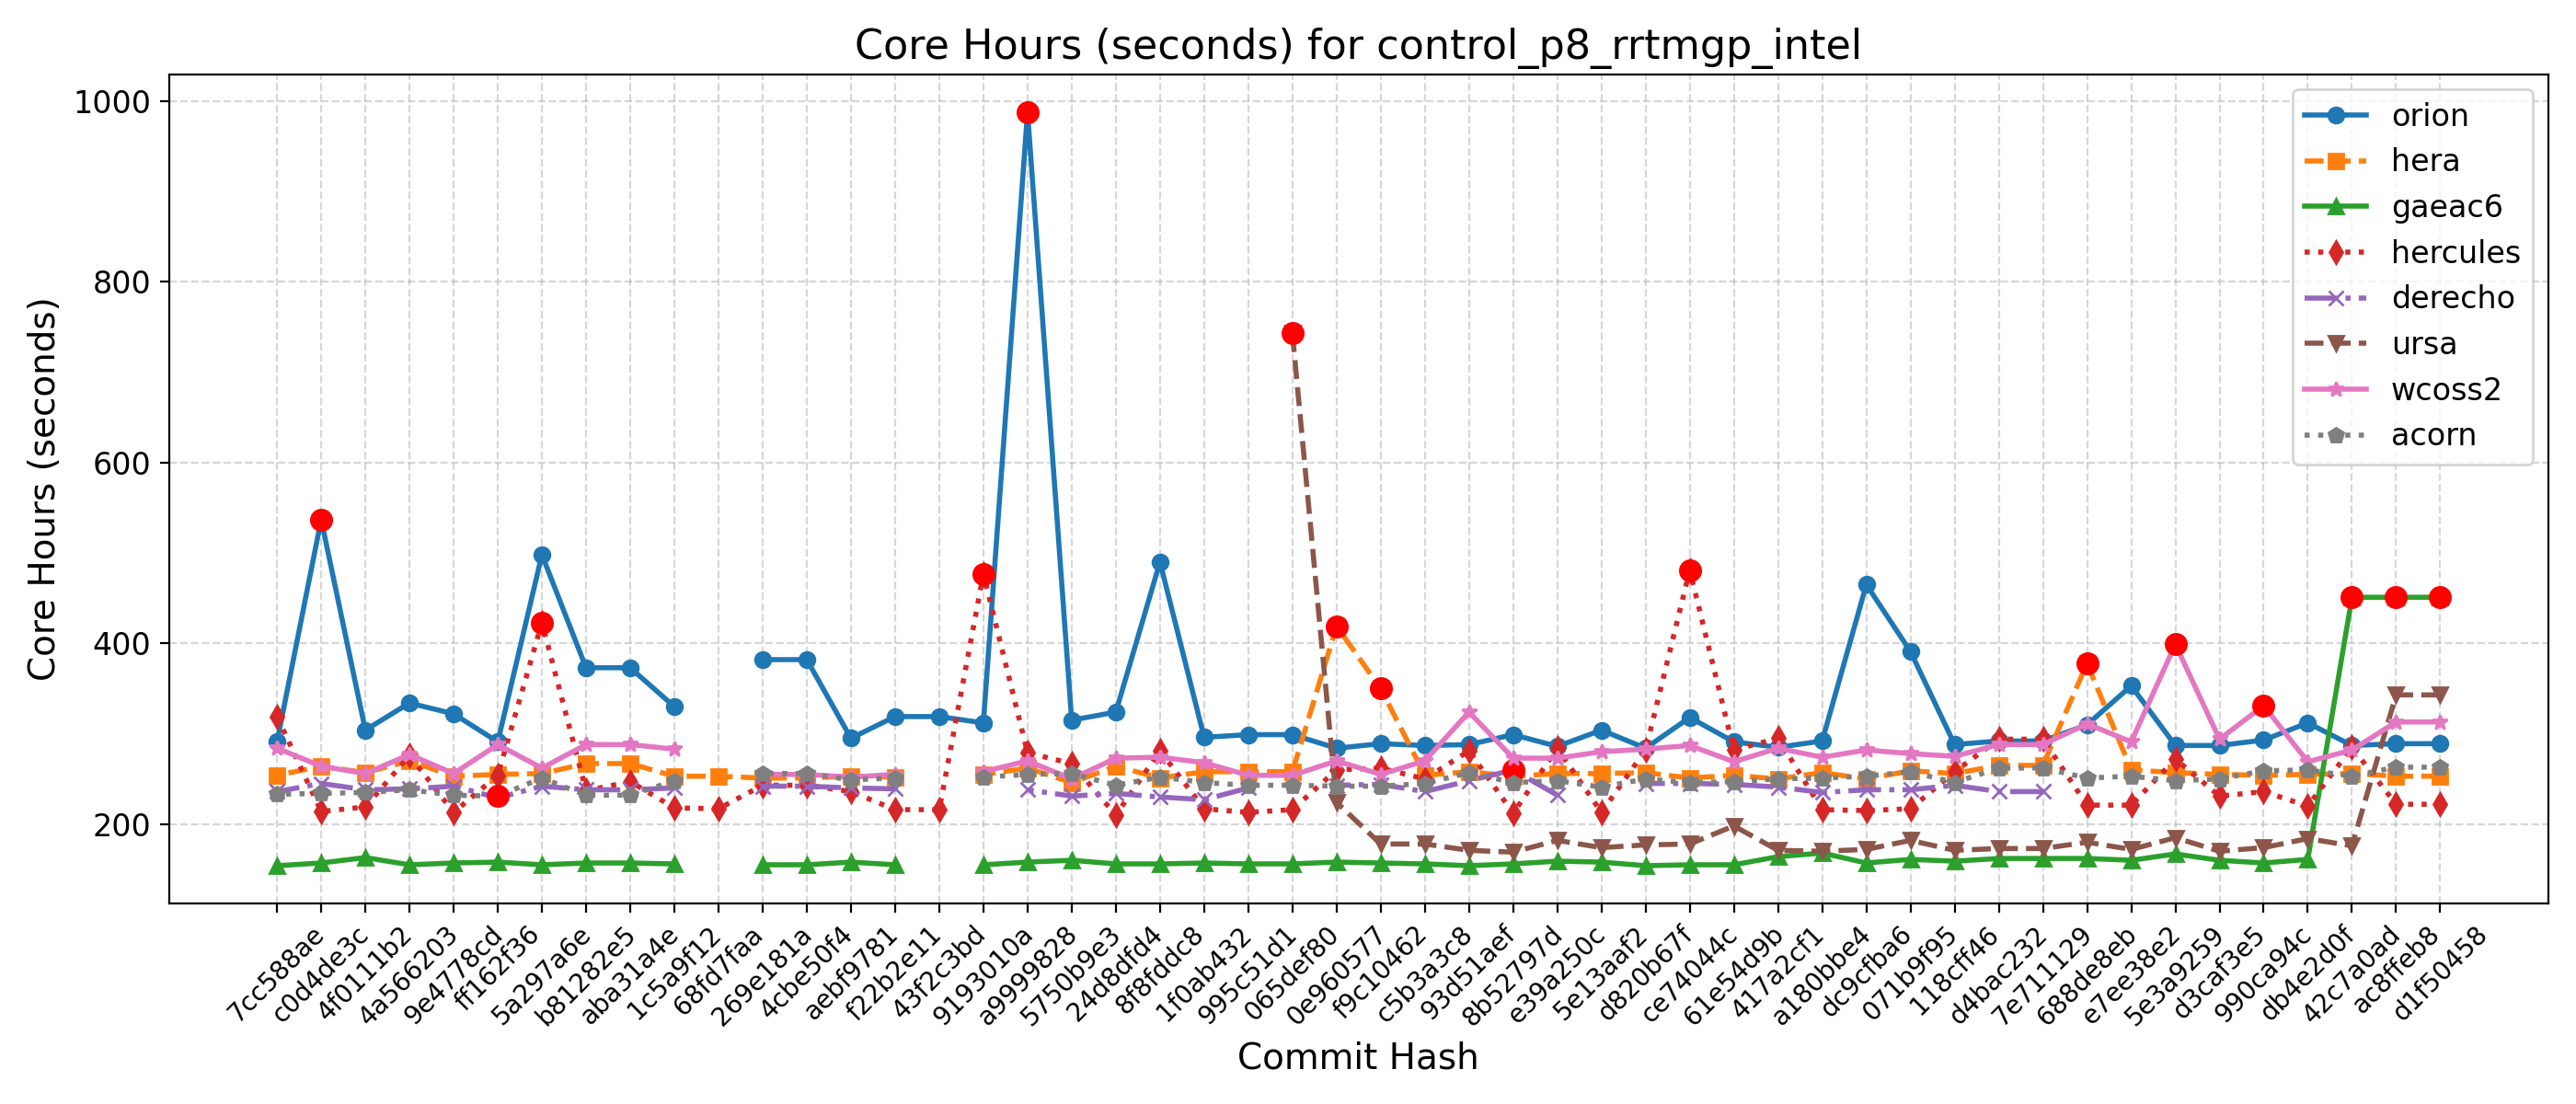 Core Hours (seconds) for control_p8_rrtmgp_intel
Core Hours (seconds)
1000
800
600
400
200
orion
hera
gaeac6
hercules
derecho
ursa
wcoss2
acorn
7cc588ae
c0d4de3c
4f0111b2
4a566203
9e4778cd
ff162f36
5a297a6e
b81282e5
aba31a4e
1c5a9f12
68fd7faa
269e181a
4cbe50f4
aebf9781
f22b2e11
43f2c3bd
9193010a
a9999828
5750b9e3
24d8dfd4
8f8fddc8
1f0ab432
995c51d1
065def80
0e960577
f9c10462
c5b3a3c8
93d51aef
8b52797d
e39a250c
5e13aaf2
d820b67f
ce74044c
61e54d9b
417a2cf1
a180bbe4
dc9cfba6
071b9f95
118cff46
d4bac232
7e711129
688de8eb
e7ee38e2
5e3a9259
d3caf3e5
990ca94c
db4e2d0f
42c7a0ad
ac8ffeb8
d1f50458
Commit Hash